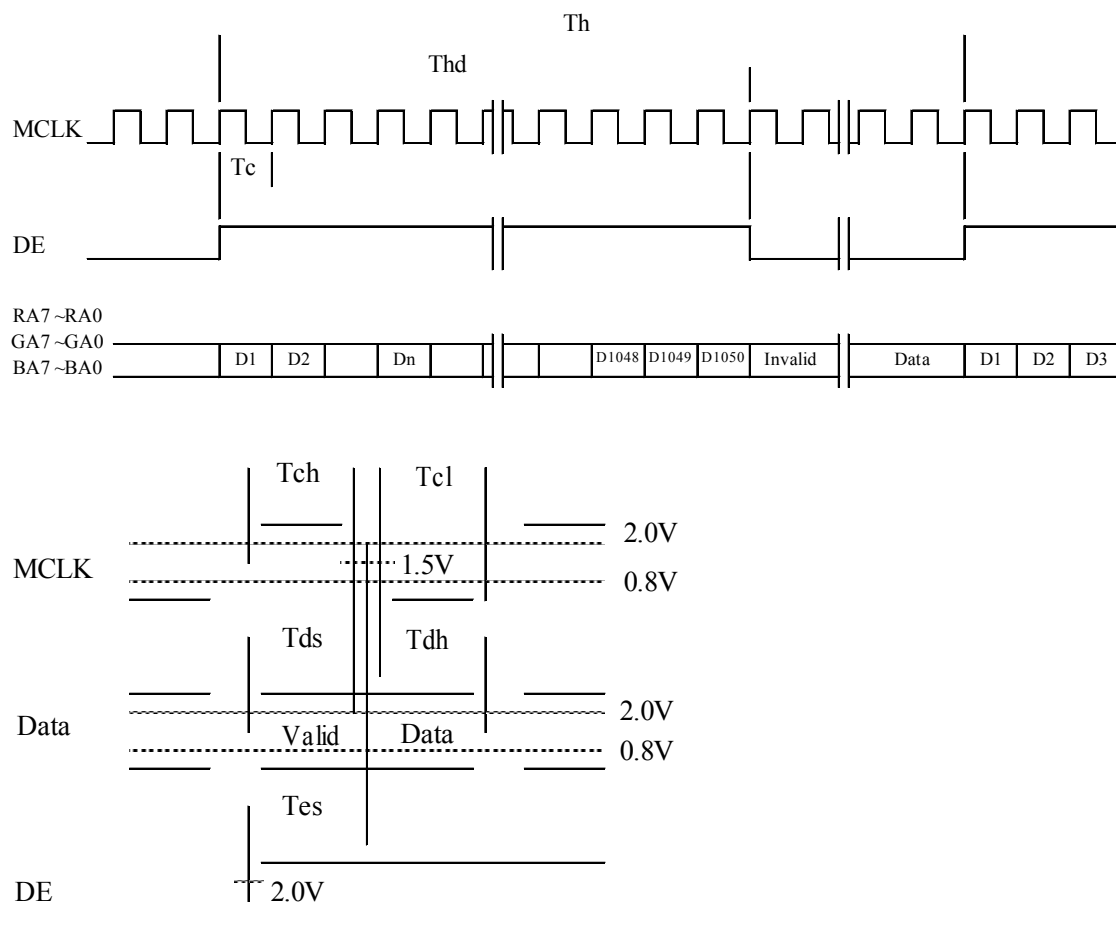 Th
Thd
MCLK
Tc
DE
RA7 ~RA0
GA7 ~GA0
BA7 ~BA0
D1 D2 Dn D1048 D1049 D1050 Invalid Data D1 D2 D3
Tch Tcl
2.0V
MCLK 1.5V
0.8V
Tds Tdh
2.0V
Data Valid Data
0.8V
Tes
DE 2.0V